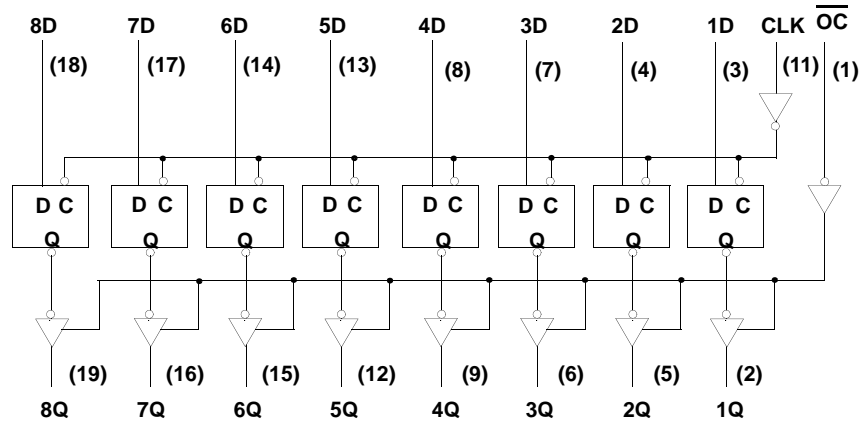 8D 7D 6D 5D 4D 3D 2D 1D CLK O̅C̅
(18) (17) (14) (13) (8) (7) (4) (3) (11) (1)
D C D C D C D C D C D C D C D C
Q Q Q Q Q Q Q Q
(19) (16) (15) (12) (9) (6) (5) (2)
8Q 7Q 6Q 5Q 4Q 3Q 2Q 1Q